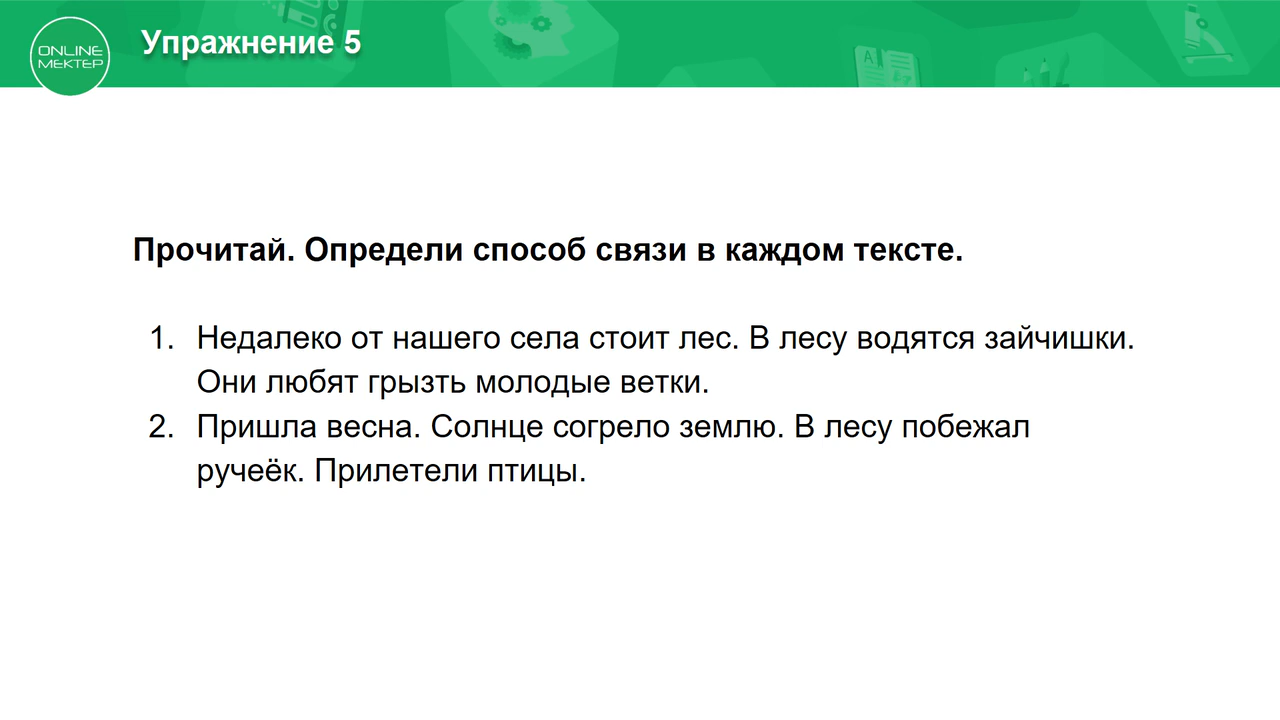 ONLINE
МЕКТЕР
Упражнение 5
Прочитай. Определи способ связи в каждом тексте.
1. Недалеко от нашего села стоит лес. В лесу водятся зайчишки.
Они любят грызть молодые ветки.
2. Пришла весна. Солнце согрело землю. В лесу побежал
ручеёк. Прилетели птицы.